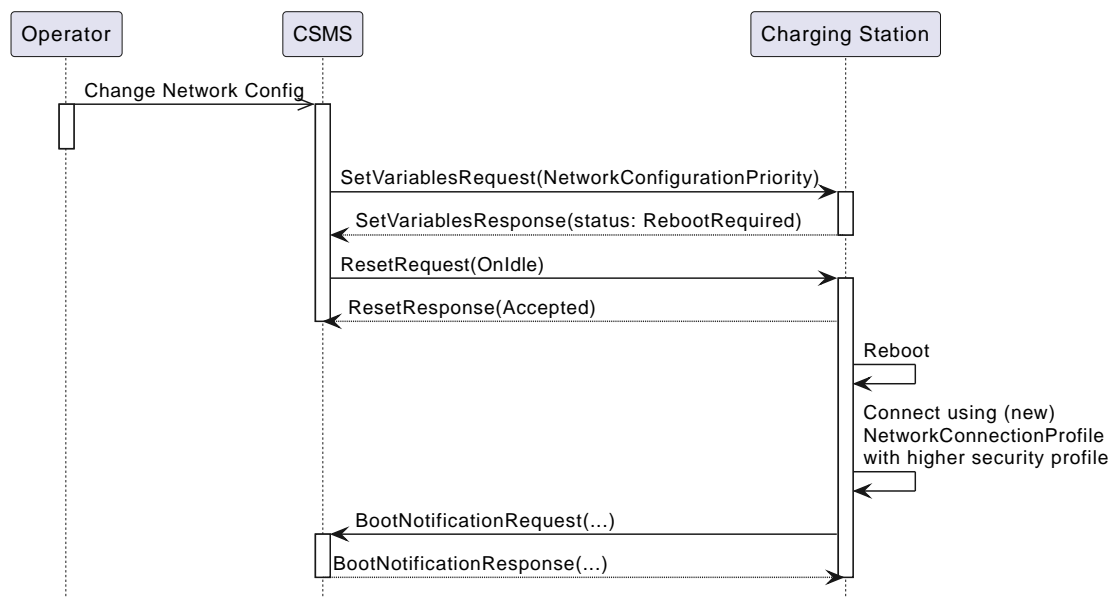 Operator
CSMS
Charging Station
Change Network Config
SetVariablesRequest(NetworkConfigurationPriority)
SetVariablesResponse(status: RebootRequired)
ResetRequest(OnIdle)
ResetResponse(Accepted)
Reboot
Connect using (new)
NetworkConnectionProfile
with higher security profile
BootNotificationRequest(...)
BootNotificationResponse(...)